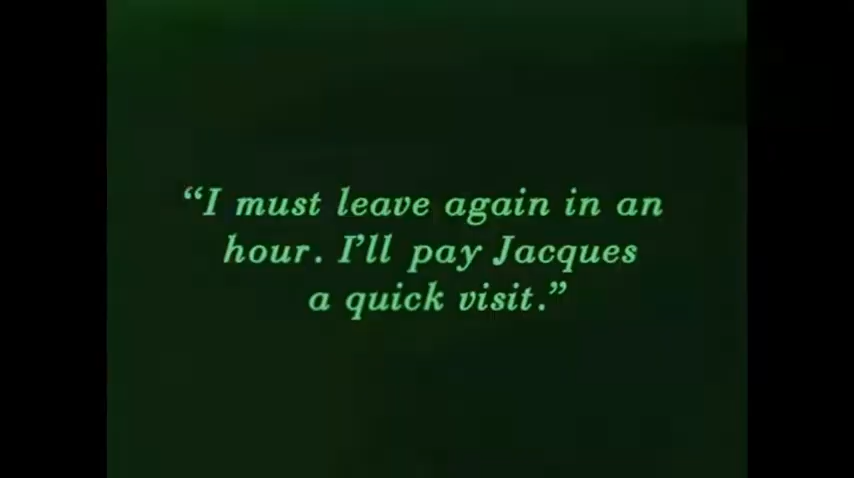 “I must leave again in an
hour. I’ll pay Jacques
a quick visit.”